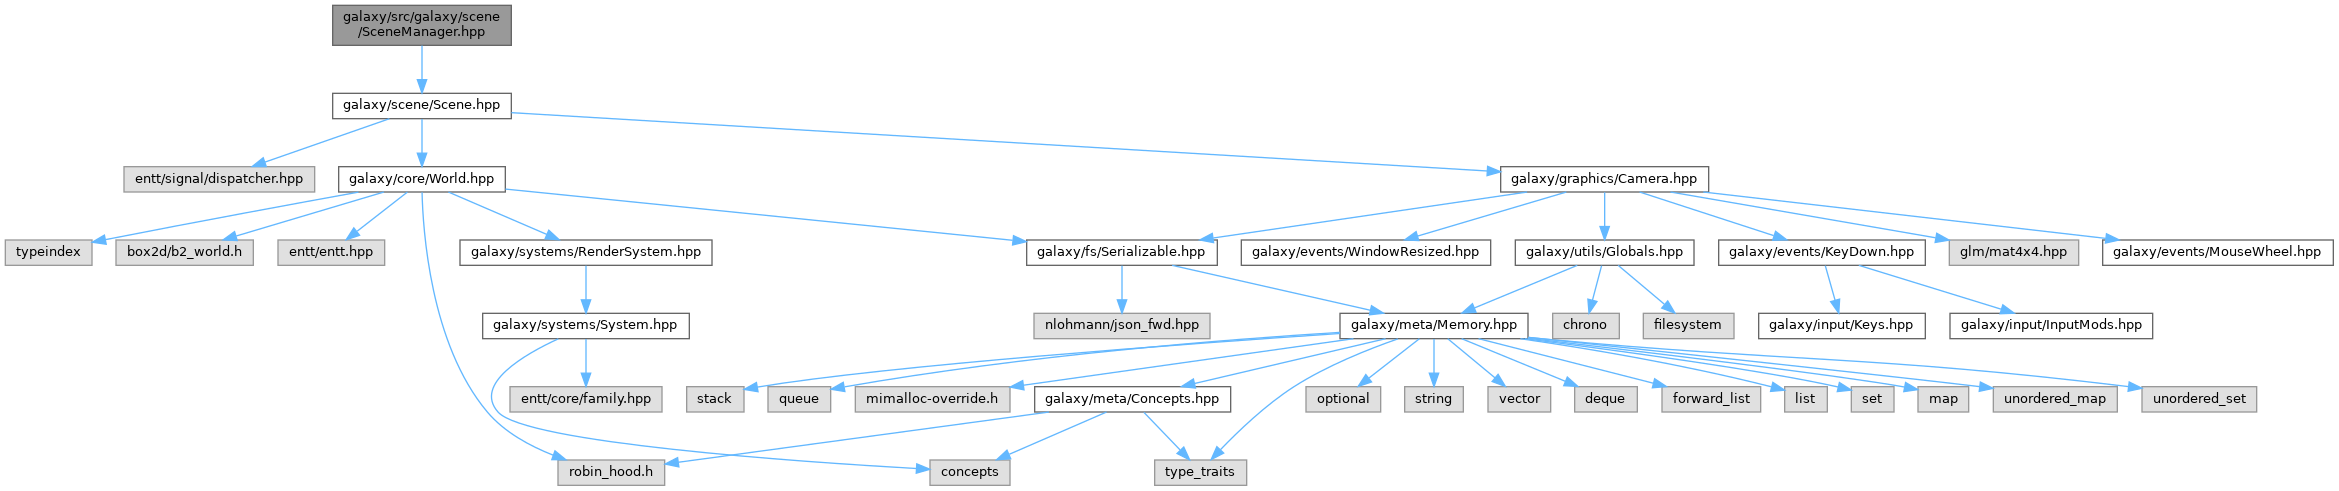 galaxy/src/galaxy/scene
/SceneManager.hpp
galaxy/scene/Scene.hpp
entt/signal/dispatcher.hpp
galaxy/core/World.hpp
galaxy/graphics/Camera.hpp
typeindex
box2d/b2_world.h
entt/entt.hpp
galaxy/systems/RenderSystem.hpp
galaxy/fs/Serializable.hpp
galaxy/events/WindowResized.hpp
galaxy/utils/Globals.hpp
galaxy/events/KeyDown.hpp
glm/mat4x4.hpp
galaxy/events/MouseWheel.hpp
galaxy/systems/System.hpp
nlohmann/json_fwd.hpp
galaxy/meta/Memory.hpp
chrono
filesystem
galaxy/input/Keys.hpp
galaxy/input/InputMods.hpp
entt/core/family.hpp
stack
queue
mimalloc-override.h
galaxy/meta/Concepts.hpp
optional
string
vector
deque
forward_list
list
set
map
unordered_map
unordered_set
robin_hood.h
concepts
type_traits